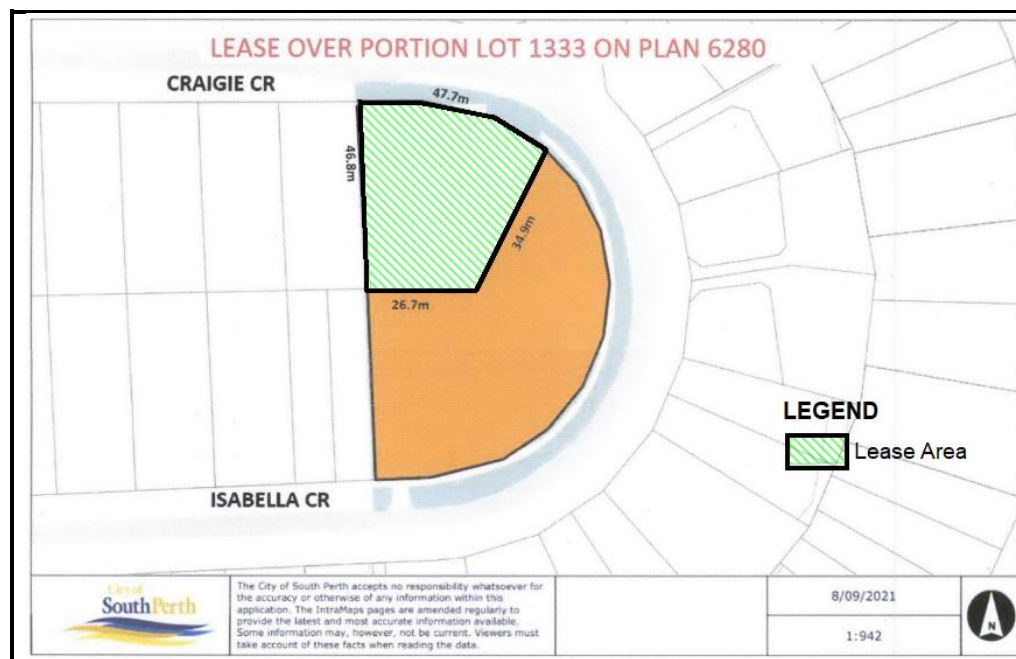 LEASE OVER PORTION LOT 1333 ON PLAN 6280
CRAIGIE CR
47.7m
46.8m
34.9m
26.7m
LEGEND
Lease Area
ISABELLA CR
City of
SouthPerth
The City of South Perth accepts no responsibility whatsoever for
the accuracy or otherwise of any information within this
application. The IntraMaps pages are amended regularly to
provide the latest and most accurate information available.
Some information may, however, not be current. Viewers must
take account of these facts when reading the data.
8/09/2021
1:942
N